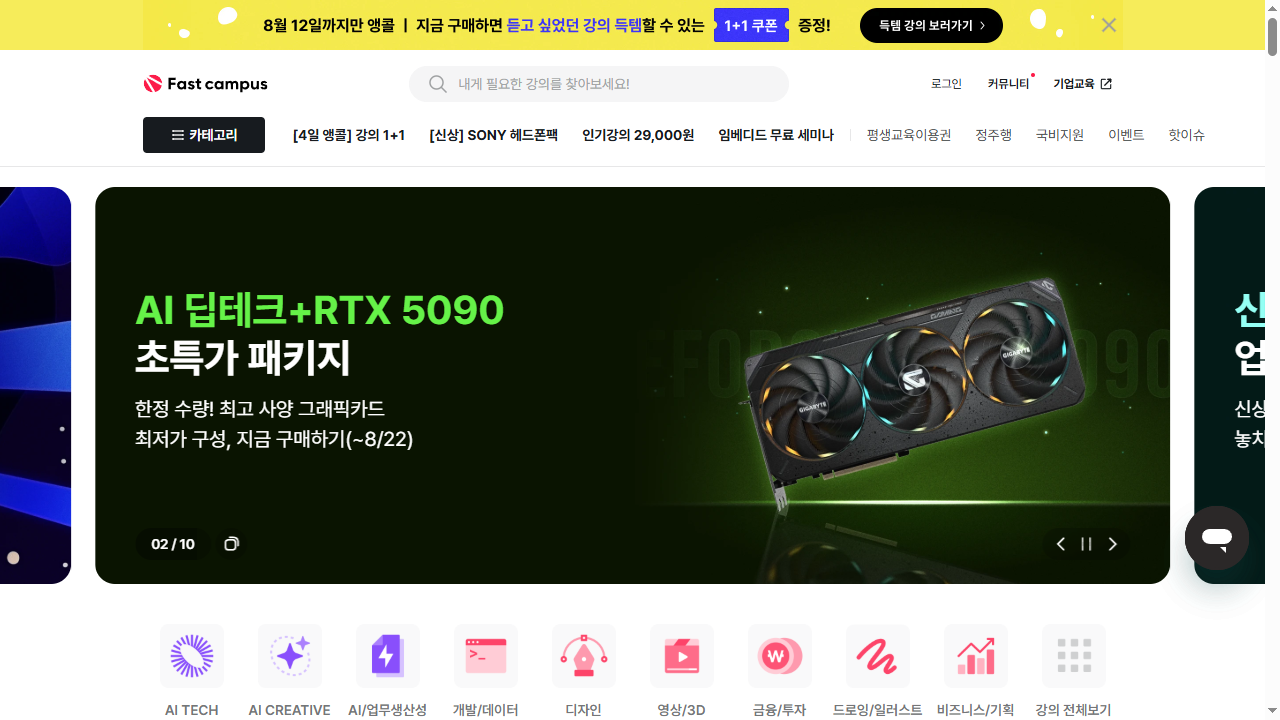 8월 12일까지만 앵콜 ㅣ 지금 구매하면 듣고 싶었던 강의 득템할 수 있는 1+1 쿠폰 증정!
득템 강의 보러가기
Fast campus
내게 필요한 강의를 찾아보세요!
로그인 커뮤니티 기업교육
카테고리 [4일 앵콜] 강의 1+1 [신상] SONY 헤드폰팩 인기강의 29,000원 임베디드 무료 세미나 평생교육이용권 정주행 국비지원 이벤트 핫이슈
AI 딥테크+RTX 5090
초특가 패키지
한정 수량! 최고 사양 그래픽카드
최저가 구성, 지금 구매하기(~8/22)
GAMING
GIGABYTE
GIGABYTE
02 / 10
신상
놓치
AI TECH AI CREATIVE AI/업무생산성 개발/데이터 디자인 영상/3D 금융/투자 드로잉/일러스트 비즈니스/기획 강의 전체보기